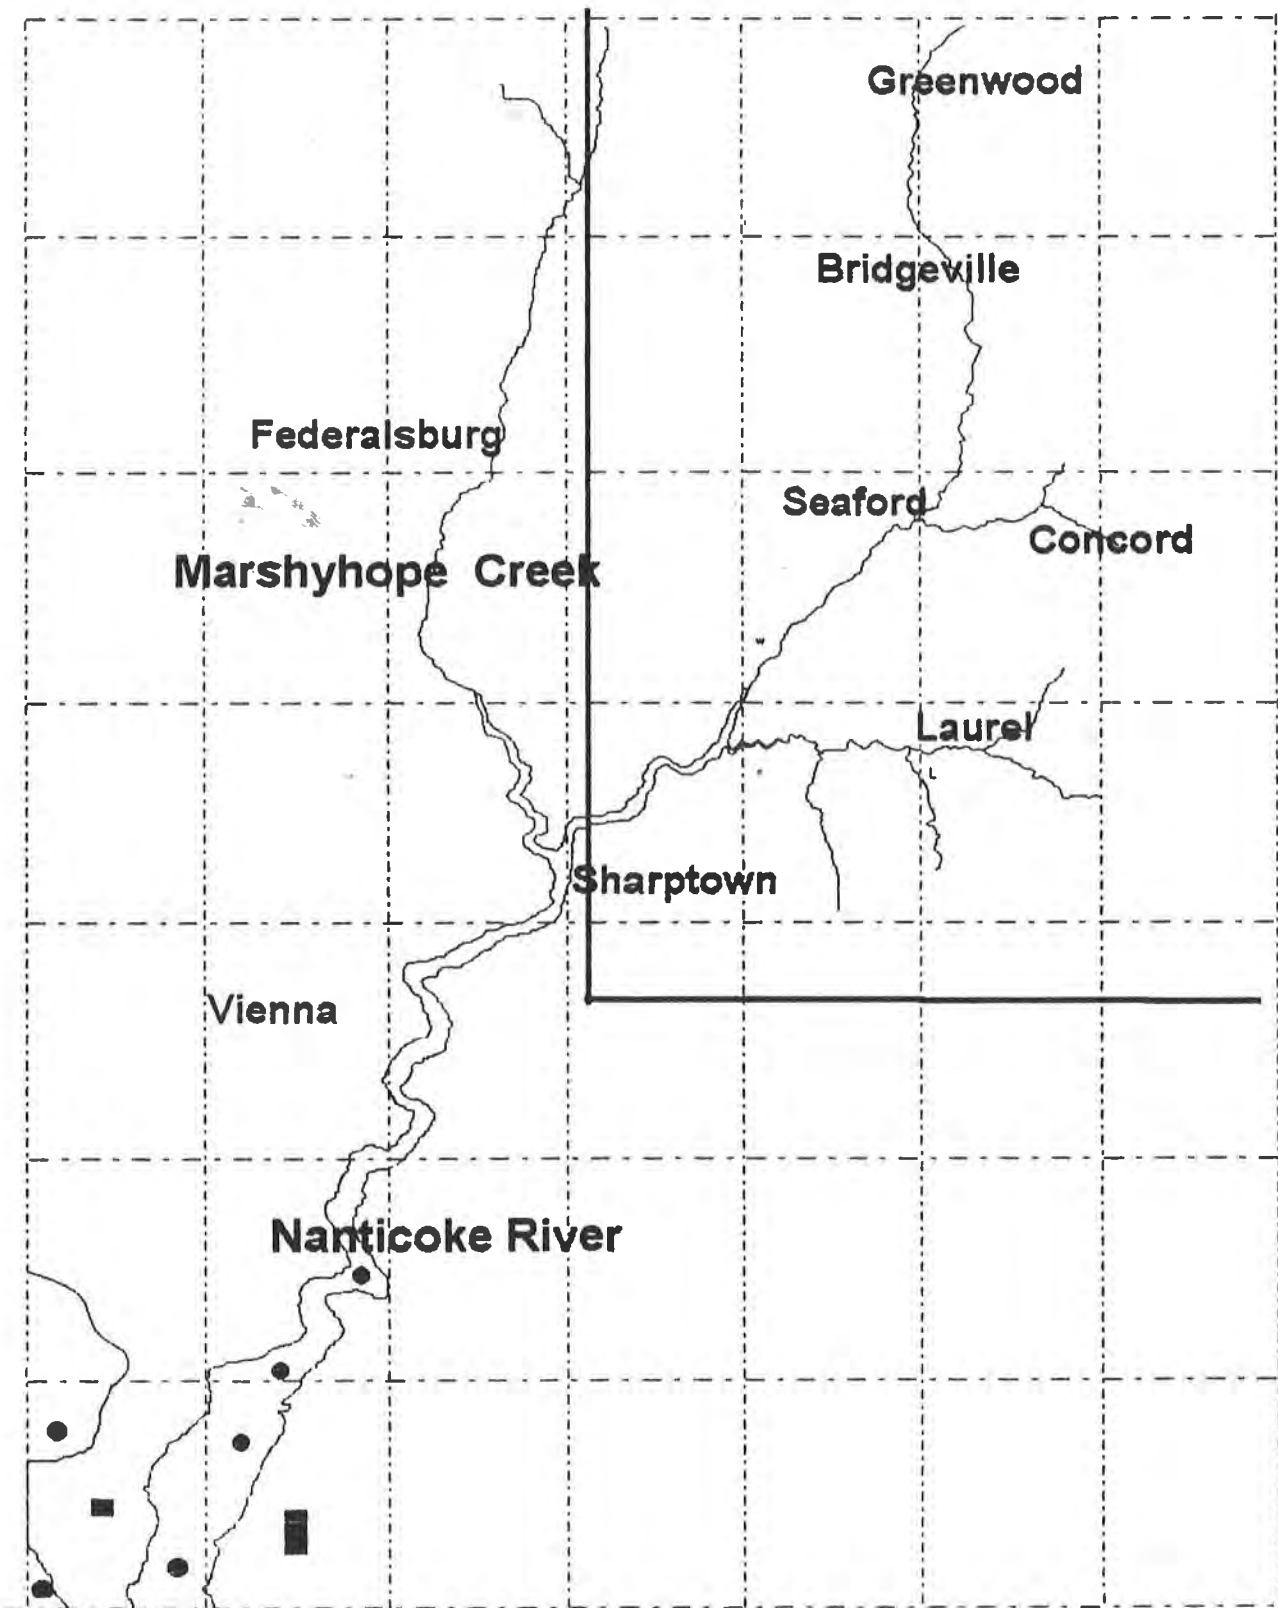 Greenwood
Bridgeville
Federalsburg
Seaford
Concord
Marshyhope Creek
Laurel
Sharptown
Vienna
Nanticoke River